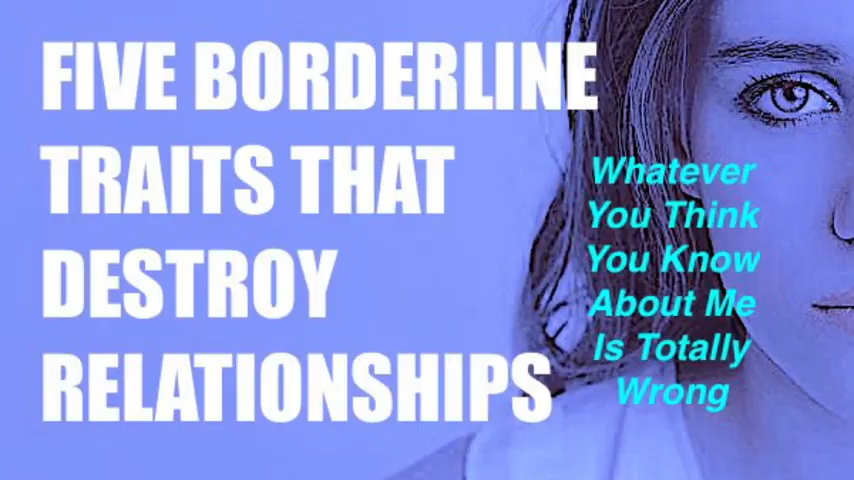 FIVE BORDERLINE
TRAITS THAT
DESTROY
RELATIONSHIPS
Whatever
You Think
You Know
About Me
Is Totally
Wrong